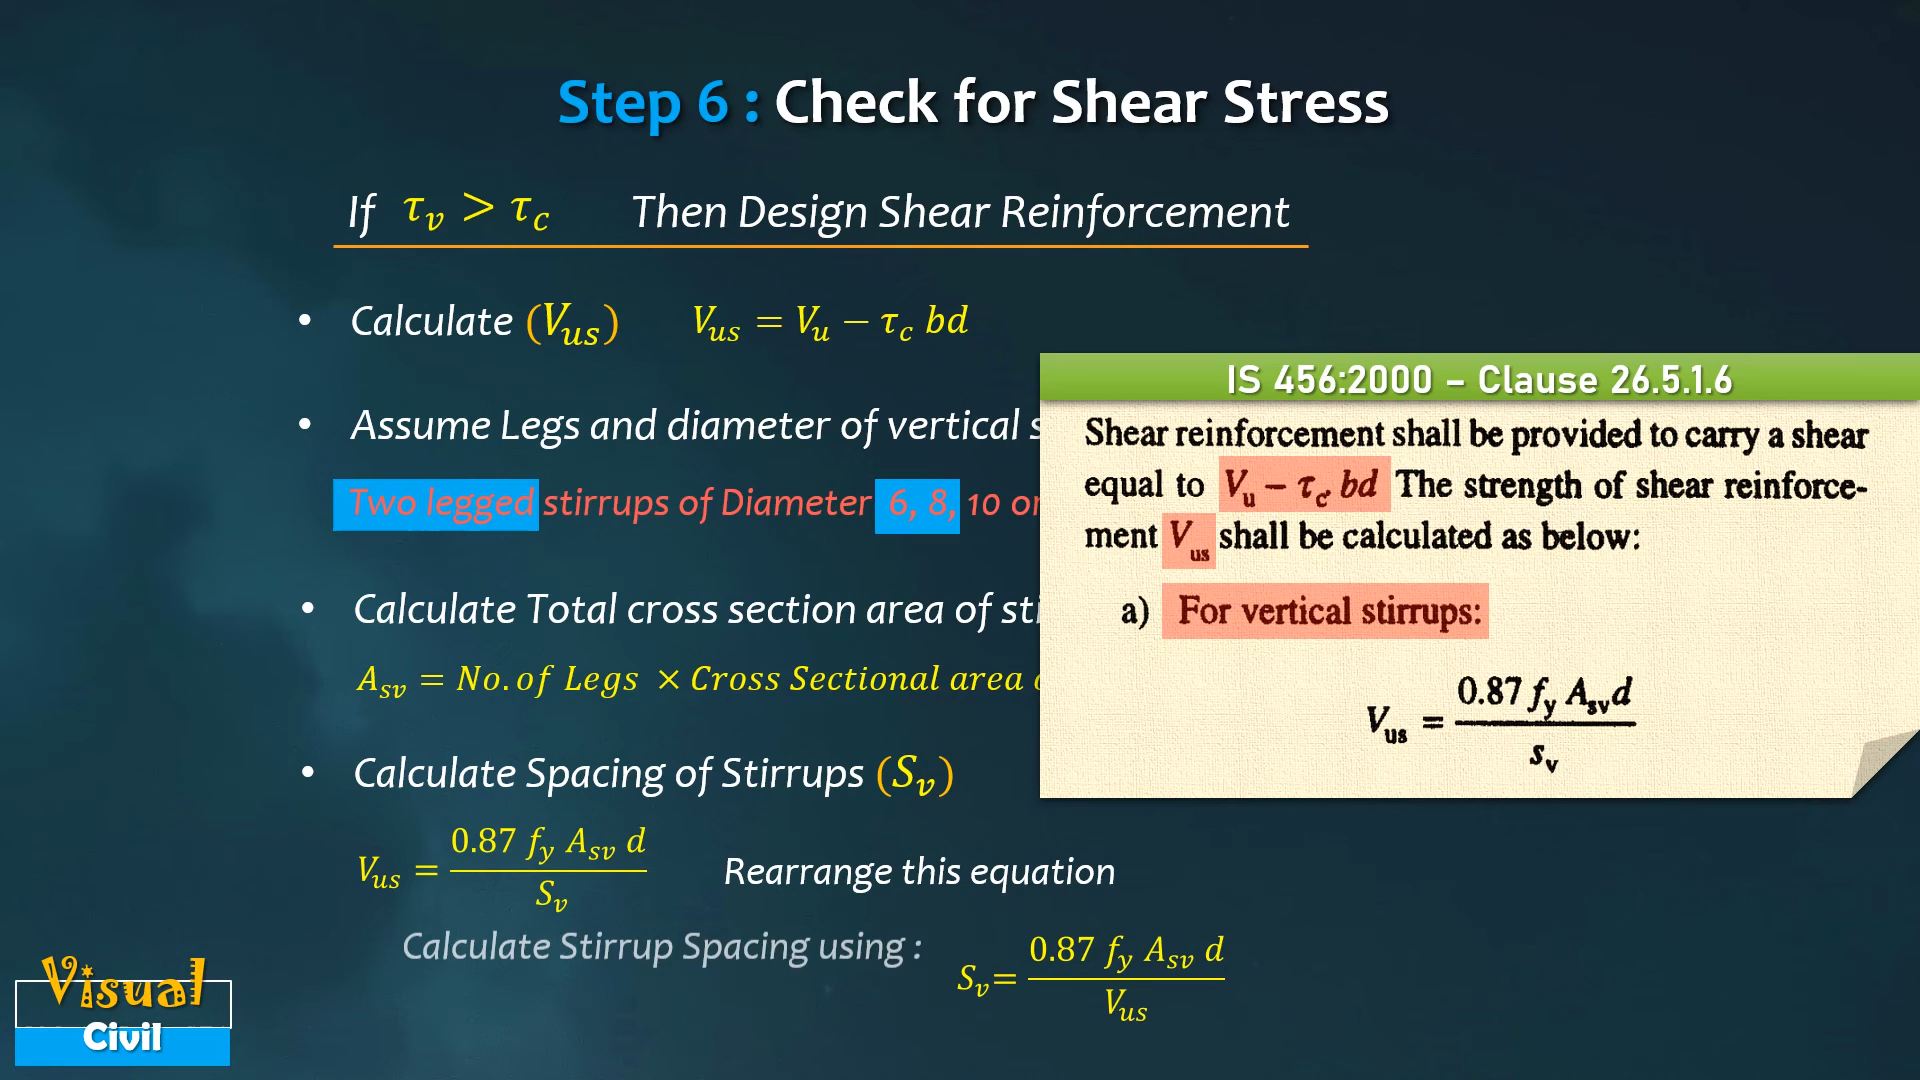 Step 6 : Check for Shear Stress
If τv > τc Then Design Shear Reinforcement
• Calculate (Vus) Vus = Vu − τc bd
• Assume Legs and diameter of vertical
Two legged stirrups of Diameter 6, 8, 10
• Calculate Total cross section area of
Asv = No. of Legs × Cross Sectional area
• Calculate Spacing of Stirrups (Sv)
Vus = 0.87 fy Asv d / Sv Rearrange this equation
Calculate Stirrup Spacing using : Sv = 0.87 fy Asv d / Vus
IS 456:2000 – Clause 26.5.1.6
Shear reinforcement shall be provided to carry a shear
equal to Vu – τc bd The strength of shear reinforce-
ment Vus shall be calculated as below:
a) For vertical stirrups:
Vus = 0.87 fy Asv d / sv
Visual
Civil